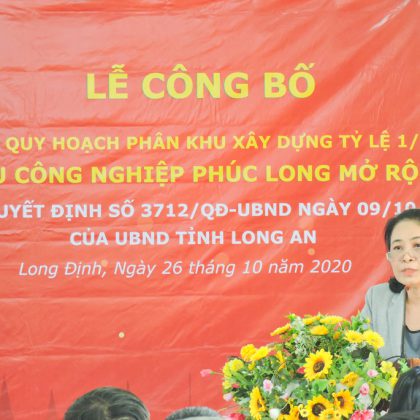 LỄ CÔNG BỐ
QUY HOẠCH PHÂN KHU XÂY DỰNG TỶ LỆ 1/
CÔNG NGHIỆP PHÚC LONG MỞ RỘ
ĐỊNH SỐ 3712/QĐ-UBND NGÀY 09/10
CỦA UBND TỈNH LONG AN
Long Định, Ngày 26 tháng 10 năm 2020